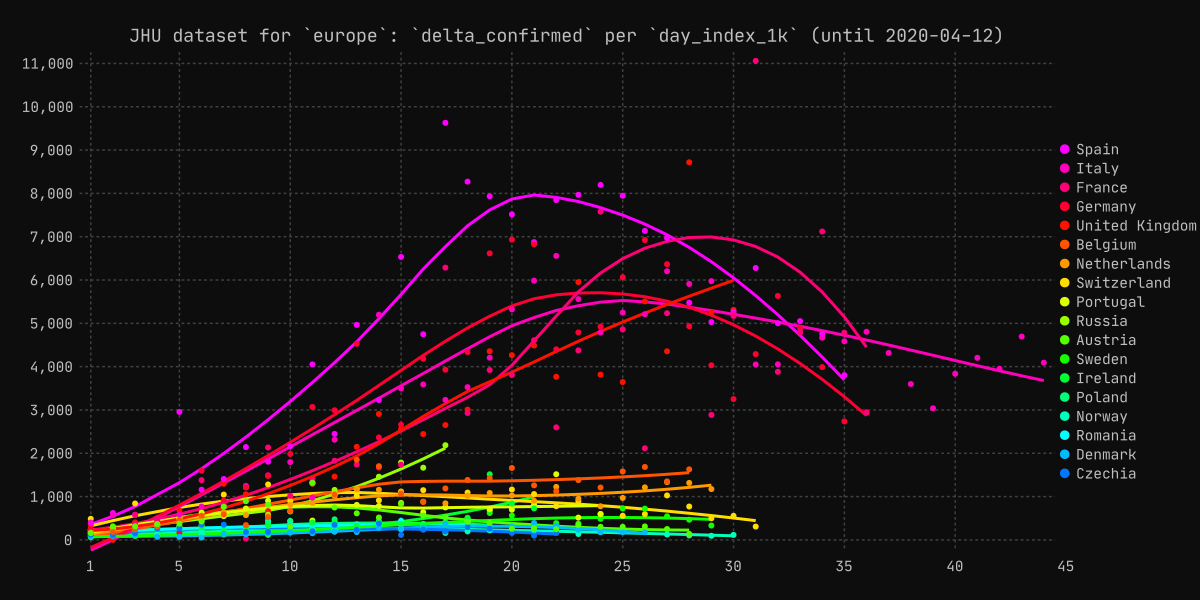 JHU dataset for `europe`: `delta_confirmed` per `day_index_1k` (until 2020-04-12)
11,000
10,000
9,000
8,000
7,000
6,000
5,000
4,000
3,000
2,000
1,000
0
1 5 10 15 20 25 30 35 40 45
Spain
Italy
France
Germany
United Kingdom
Belgium
Netherlands
Switzerland
Portugal
Russia
Austria
Sweden
Ireland
Poland
Norway
Romania
Denmark
Czechia